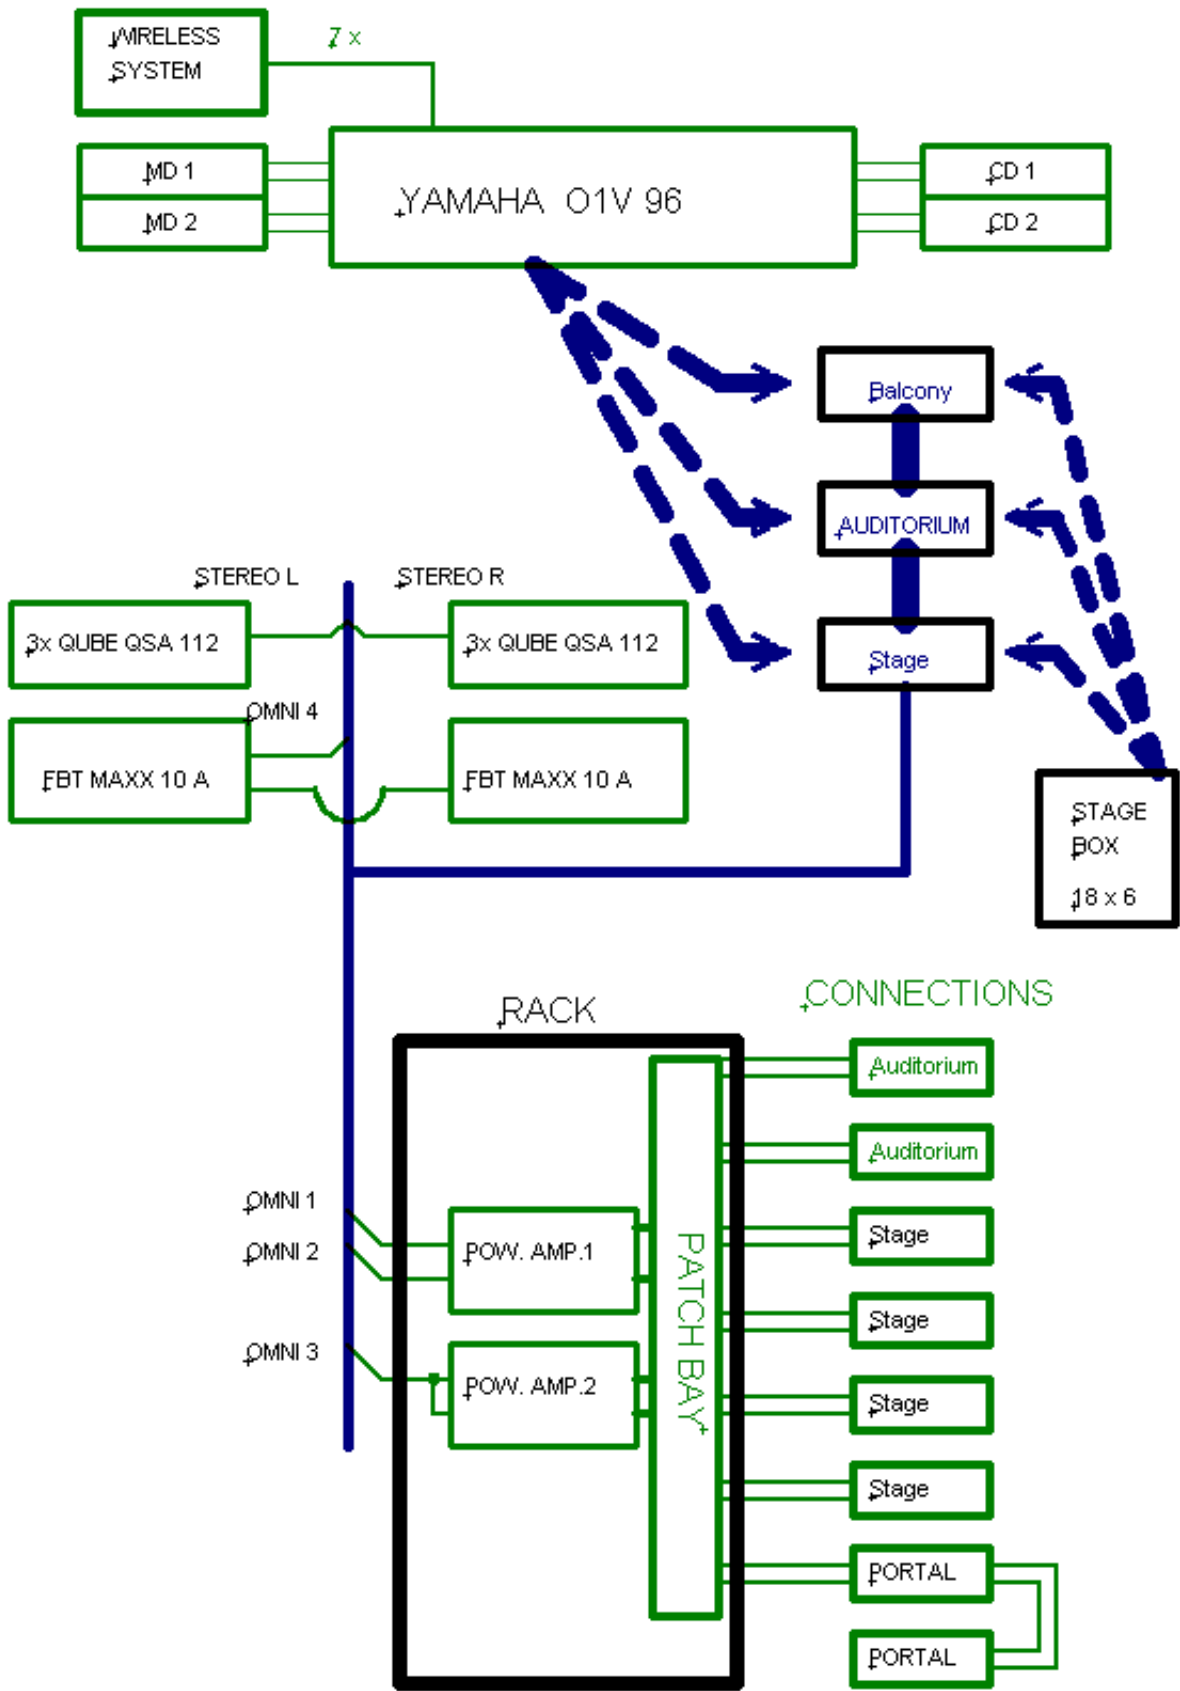 WIRELESS
SYSTEM
7 x
MD 1
MD 2
YAMAHA O1V 96
CD 1
CD 2
Balcony
AUDITORIUM
Stage
STEREO L
STEREO R
3x QUBE QSA 112
3x QUBE QSA 112
OMNI 4
FBT MAXX 10 A
FBT MAXX 10 A
STAGE
BOX
18 x 6
RACK
CONNECTIONS
Auditorium
Auditorium
OMNI 1
OMNI 2
OMNI 3
POW. AMP.1
POW. AMP.2
PATCH BAY
Stage
Stage
Stage
Stage
PORTAL
PORTAL